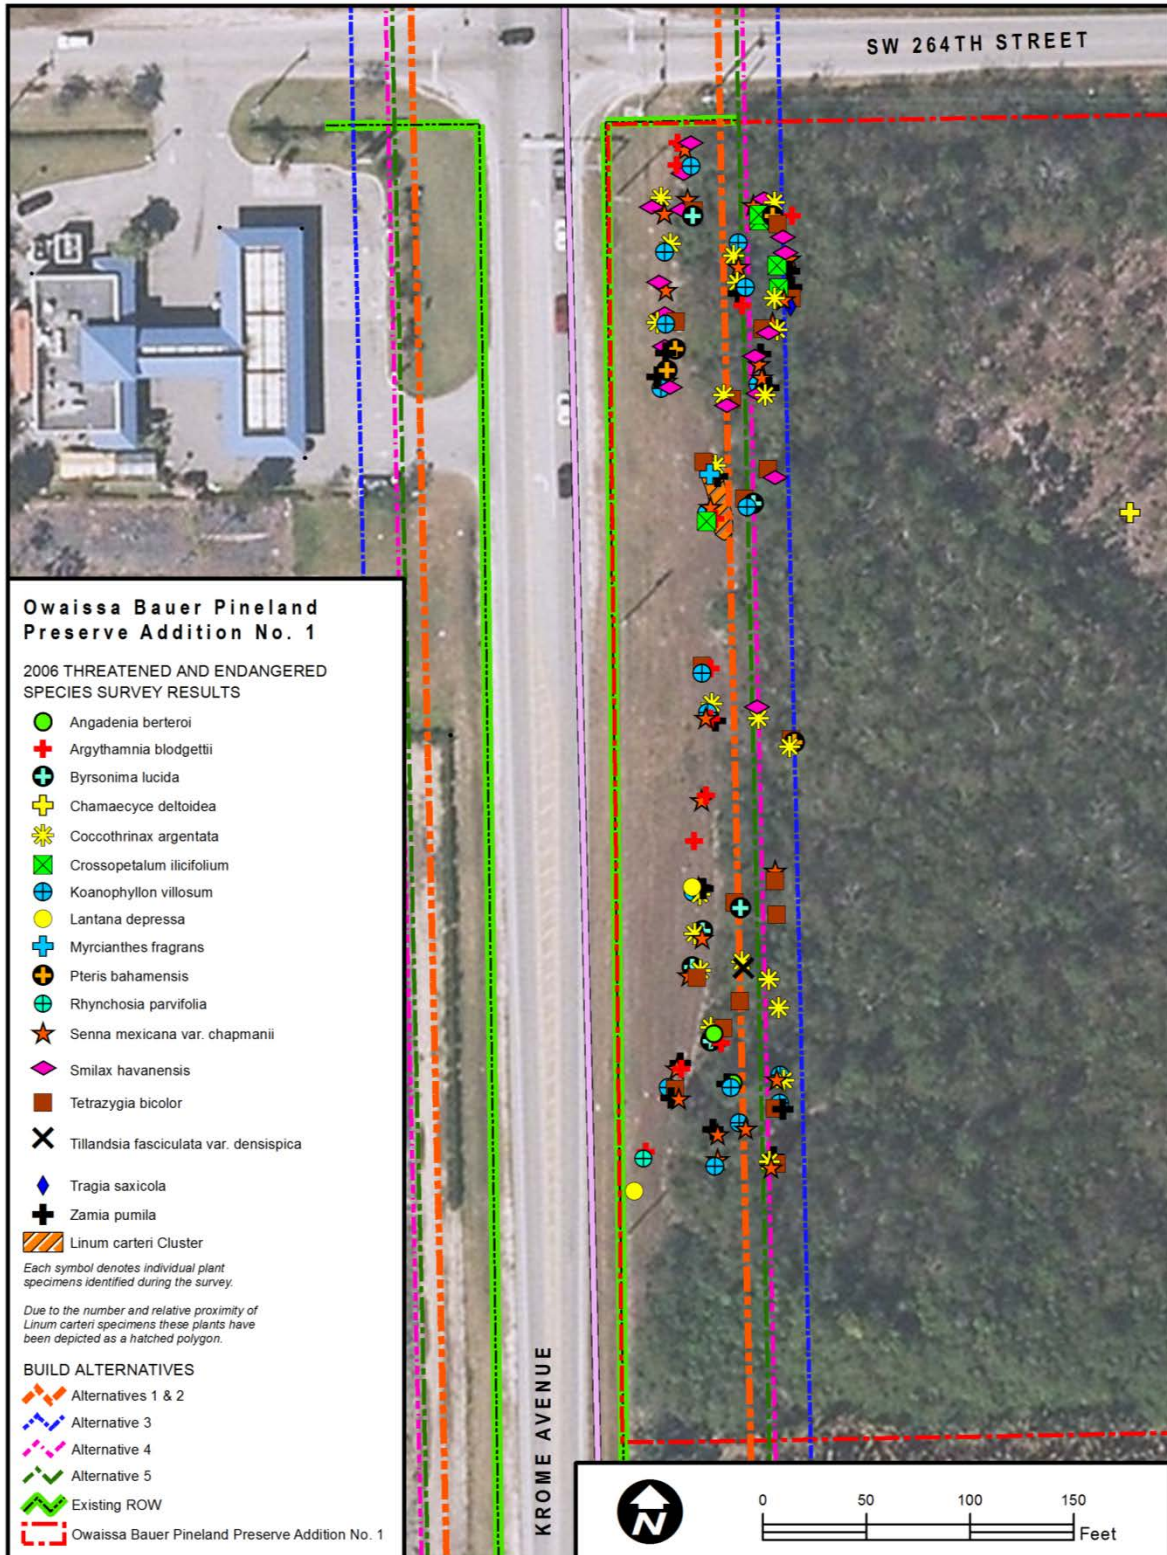 SW 264TH STREET
Owaissa Bauer Pineland
Preserve Addition No. 1
2006 THREATENED AND ENDANGERED
SPECIES SURVEY RESULTS
Angadenia berteroi
Argythamnia blodgettii
Byrsonima lucida
Chamaecyce deltoidea
Coccothrinax argentata
Crossopetalum ilicifolium
Koanophyllon villosum
Lantana depressa
Myrcianthes fragrans
Pteris bahamensis
Rhynchosia parvifolia
Senna mexicana var. chapmanii
Smilax havanensis
Tetrazygia bicolor
Tillandsia fasciculata var. densispica
Tragia saxicola
Zamia pumila
Linum carteri Cluster
Each symbol denotes individual plant
specimens identified during the survey.
Due to the number and relative proximity of
Linum carteri specimens these plants have
been depicted as a hatched polygon.
BUILD ALTERNATIVES
Alternatives 1 & 2
Alternative 3
Alternative 4
Alternative 5
Existing ROW
Owaissa Bauer Pineland Preserve Addition No. 1
KROME AVENUE
N
0 50 100 150
Feet